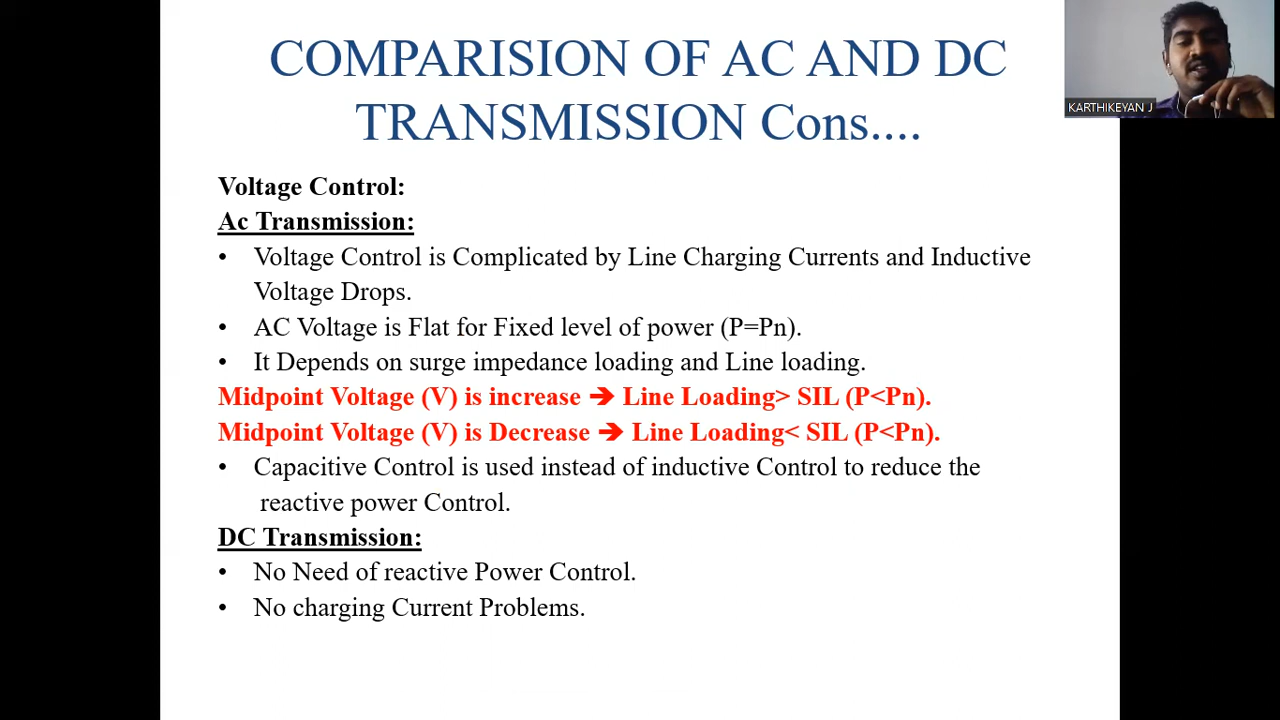 COMPARISION OF AC AND DC
TRANSMISSION Cons....
KARTHIKEYAN J
Voltage Control:
Ac Transmission:
• Voltage Control is Complicated by Line Charging Currents and Inductive
Voltage Drops.
• AC Voltage is Flat for Fixed level of power (P=Pn).
• It Depends on surge impedance loading and Line loading.
Midpoint Voltage (V) is increase ➔ Line Loading> SIL (P<Pn).
Midpoint Voltage (V) is Decrease ➔ Line Loading< SIL (P<Pn).
• Capacitive Control is used instead of inductive Control to reduce the
reactive power Control.
DC Transmission:
• No Need of reactive Power Control.
• No charging Current Problems.